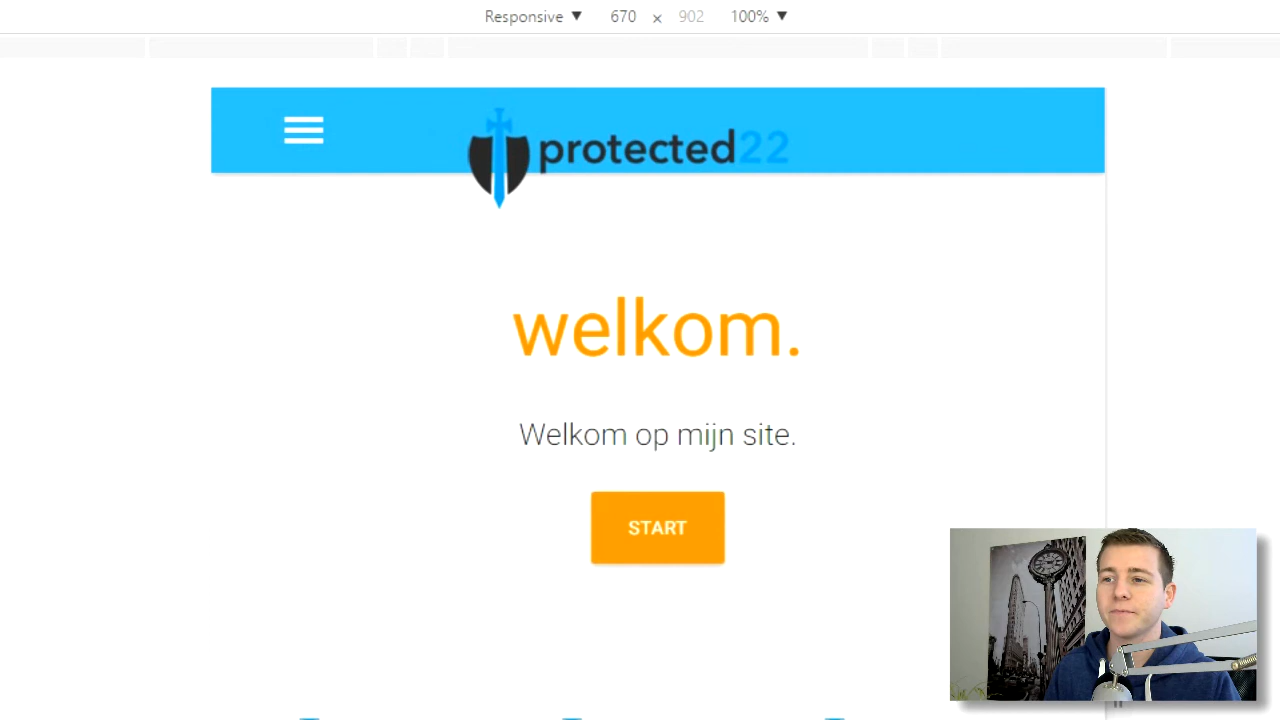 Responsive ▼ 670 × 902 100% ▼
protected22
welkom.
Welkom op mijn site.
START